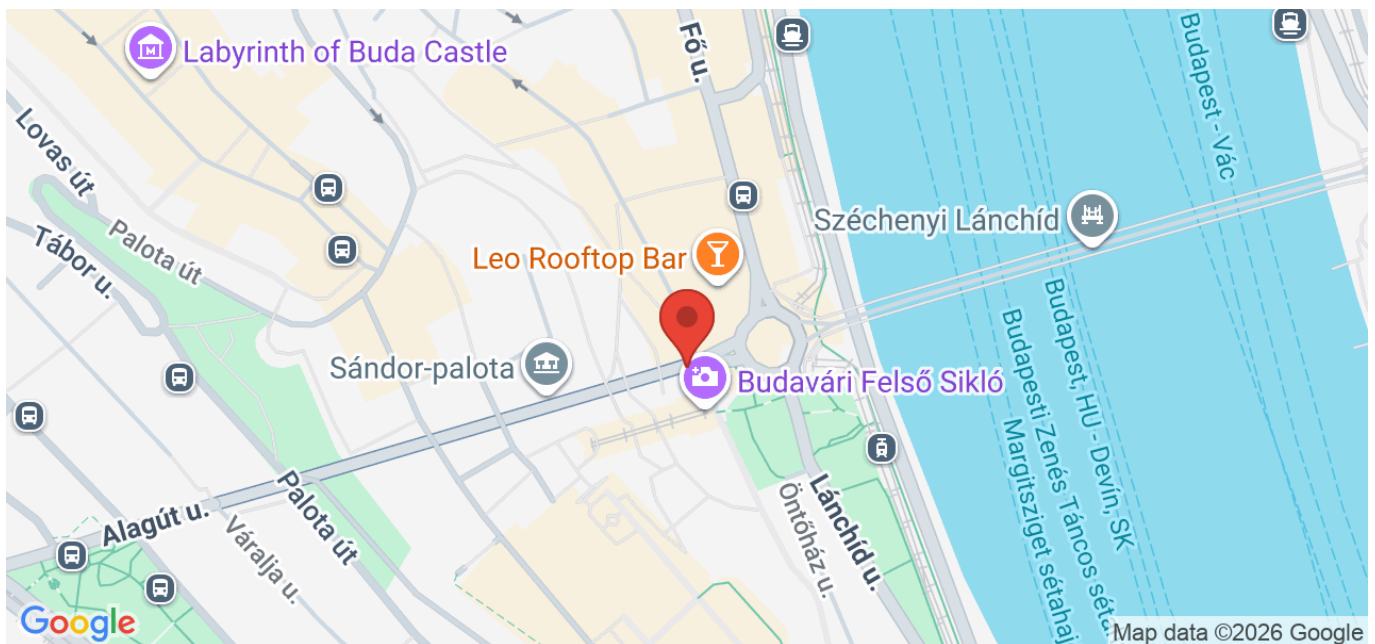 Labyrinth of Buda Castle
Fő u.
Budapest - Vác
Lovas út
Palota út
Tábor u.
Széchenyi Lánchíd
Leo Rooftop Bar
Sándor-palota
Budavári Felső Sikló
Budapest, HU - Devín, SK
Budapesti Zenés Táncos séta
Margitsziget sétahaj
Alagút u.
Palota út
Váralja u.
Lánchíd u.
Öntőház u.
Google
Map data ©2026 Google